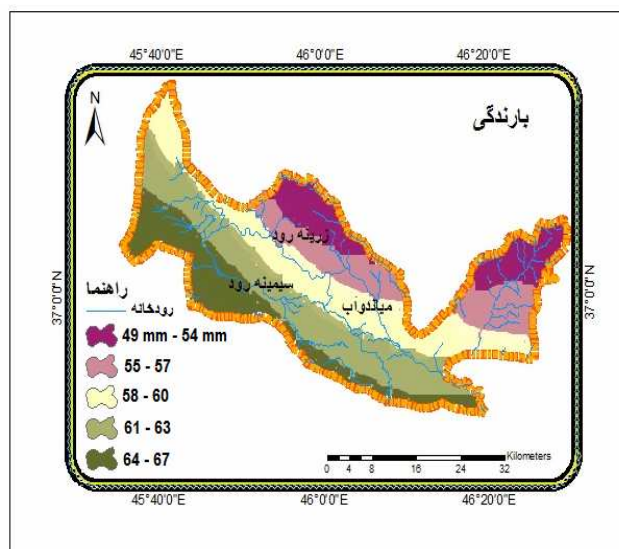 45°40'0"E 46°0'0"E 46°20'0"E
N
بارندگی
زرینه رود
سیمینه رود
میاندواب
37°0'0"N
37°0'0"N
راهنما
رودخانه
49 mm - 54 mm
55 - 57
58 - 60
61 - 63
64 - 67
Kilometers
0 4 8 16 24 32
45°40'0"E 46°0'0"E 46°20'0"E